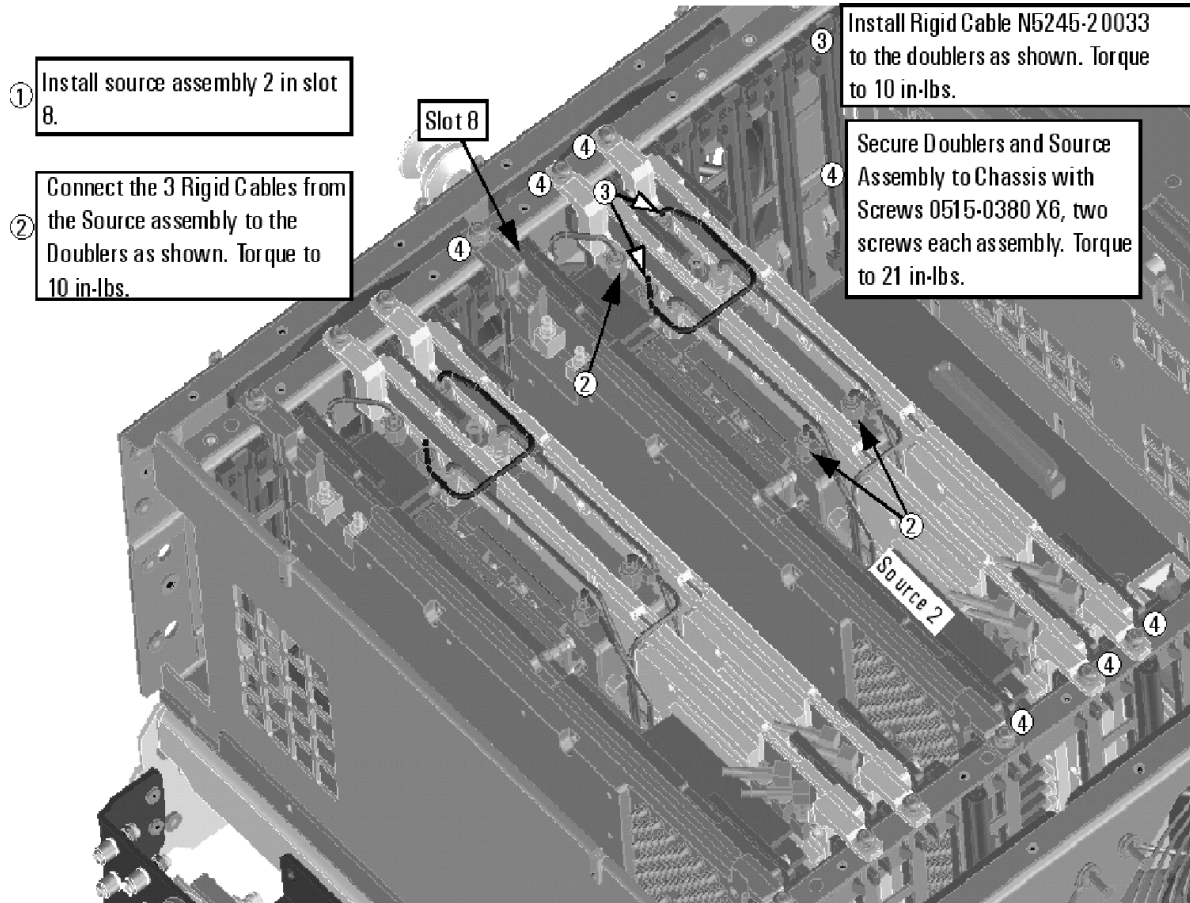 ① Install source assembly 2 in slot
8.
② Connect the 3 Rigid Cables from
the Source assembly to the
Doublers as shown. Torque to
10 in-lbs.
Slot 8
③ Install Rigid Cable N5245-20033
to the doublers as shown. Torque
to 10 in-lbs.
④ Secure Doublers and Source
Assembly to Chassis with
Screws 0515-0380 X6, two
screws each assembly. Torque
to 21 in-lbs.
④
④
③
④
②
②
Source 2
④
④
④